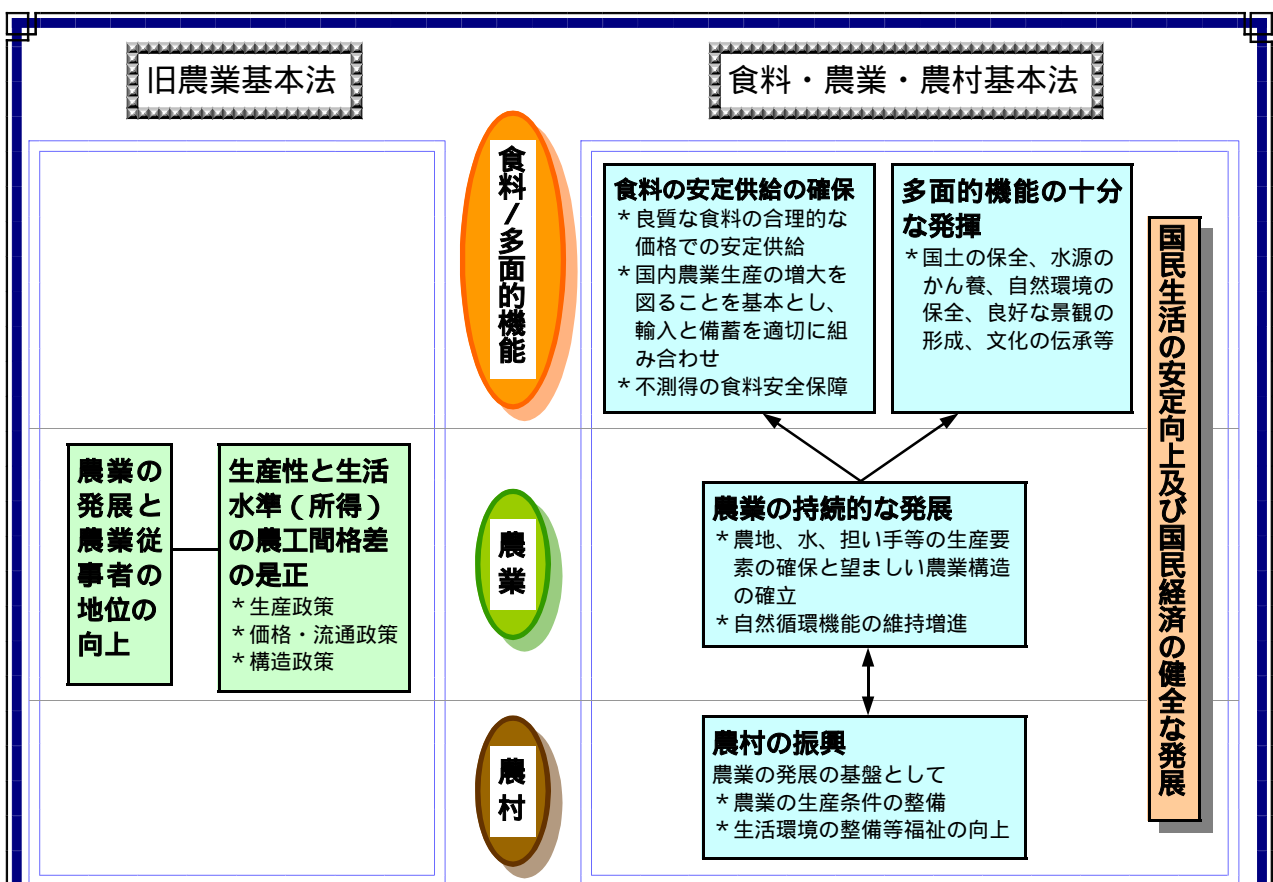 旧農業基本法
食料・農業・農村基本法
食料/多面的機能
食料の安定供給の確保
＊良質な食料の合理的な
価格での安定供給
＊国内農業生産の増大を
図ることを基本とし、
輸入と備蓄を適切に組
み合わせ
＊不測得の食料安全保障
多面的機能の十分
な発揮
＊国土の保全、水源の
かん養、自然環境の
保全、良好な景観の
形成、文化の伝承等
国民生活の安定向上及び国民経済の健全な発展
農業の
発展と
農業従
事者の
地位の
向上
生産性と生活
水準（所得）
の農工間格差
の是正
＊生産政策
＊価格・流通政策
＊構造政策
農業
農業の持続的な発展
＊農地、水、担い手等の生産要
素の確保と望ましい農業構造
の確立
＊自然循環機能の維持増進
農村
農村の振興
農業の発展の基盤として
＊農業の生産条件の整備
＊生活環境の整備等福祉の向上